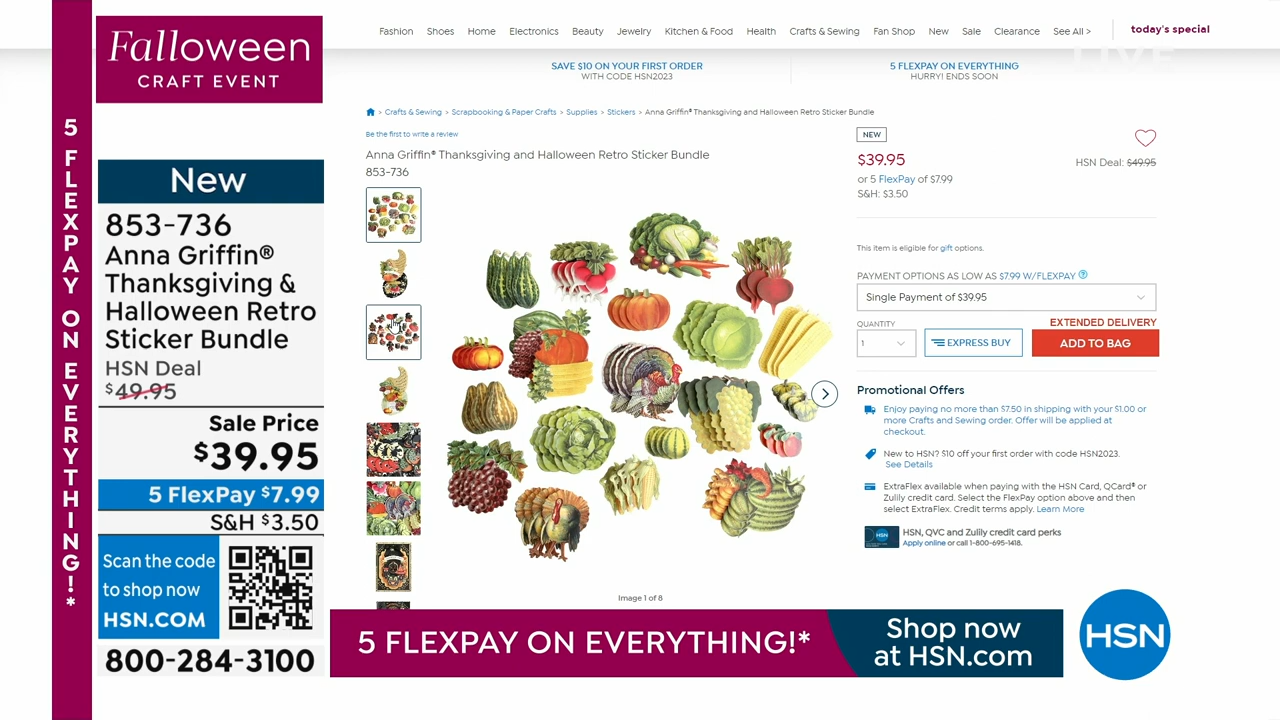 Falloween
CRAFT EVENT
5 FLEXPAY ON EVERYTHING!*
New
853-736
Anna Griffin®
Thanksgiving &
Halloween Retro
Sticker Bundle
HSN Deal
$49.95
Sale Price
$39.95
5 FlexPay $7.99
S&H $3.50
Scan the code
to shop now
HSN.COM
800-284-3100
Fashion Shoes Home Electronics Beauty Jewelry Kitchen & Food Health Crafts & Sewing Fan Shop New Sale Clearance See All > today's special
LIVE
SAVE $10 ON YOUR FIRST ORDER
WITH CODE HSN2023
5 FLEXPAY ON EVERYTHING
HURRY! ENDS SOON
> Crafts & Sewing > Scrapbooking & Paper Crafts > Supplies > Stickers > Anna Griffin® Thanksgiving and Halloween Retro Sticker Bundle
Be the first to write a review
Anna Griffin® Thanksgiving and Halloween Retro Sticker Bundle
853-736
Image 1 of 8
NEW
$39.95
HSN Deal: $49.95
or 5 FlexPay of $7.99
S&H: $3.50
This item is eligible for gift options.
PAYMENT OPTIONS AS LOW AS $7.99 W/FLEXPAY ?
Single Payment of $39.95
QUANTITY
EXTENDED DELIVERY
1
EXPRESS BUY
ADD TO BAG
Promotional Offers
Enjoy paying no more than $7.50 in shipping with your $1.00 or
more Crafts and Sewing order. Offer will be applied at
checkout.
New to HSN? $10 off your first order with code HSN2023.
See Details
ExtraFlex available when paying with the HSN Card, QCard® or
Zulily credit card. Select the FlexPay option above and then
select ExtraFlex. Credit terms apply. Learn More
HSN
HSN, QVC and Zulily credit card perks
Apply online or call 1-800-695-1418.
5 FLEXPAY ON EVERYTHING!*
Shop now
at HSN.com
HSN